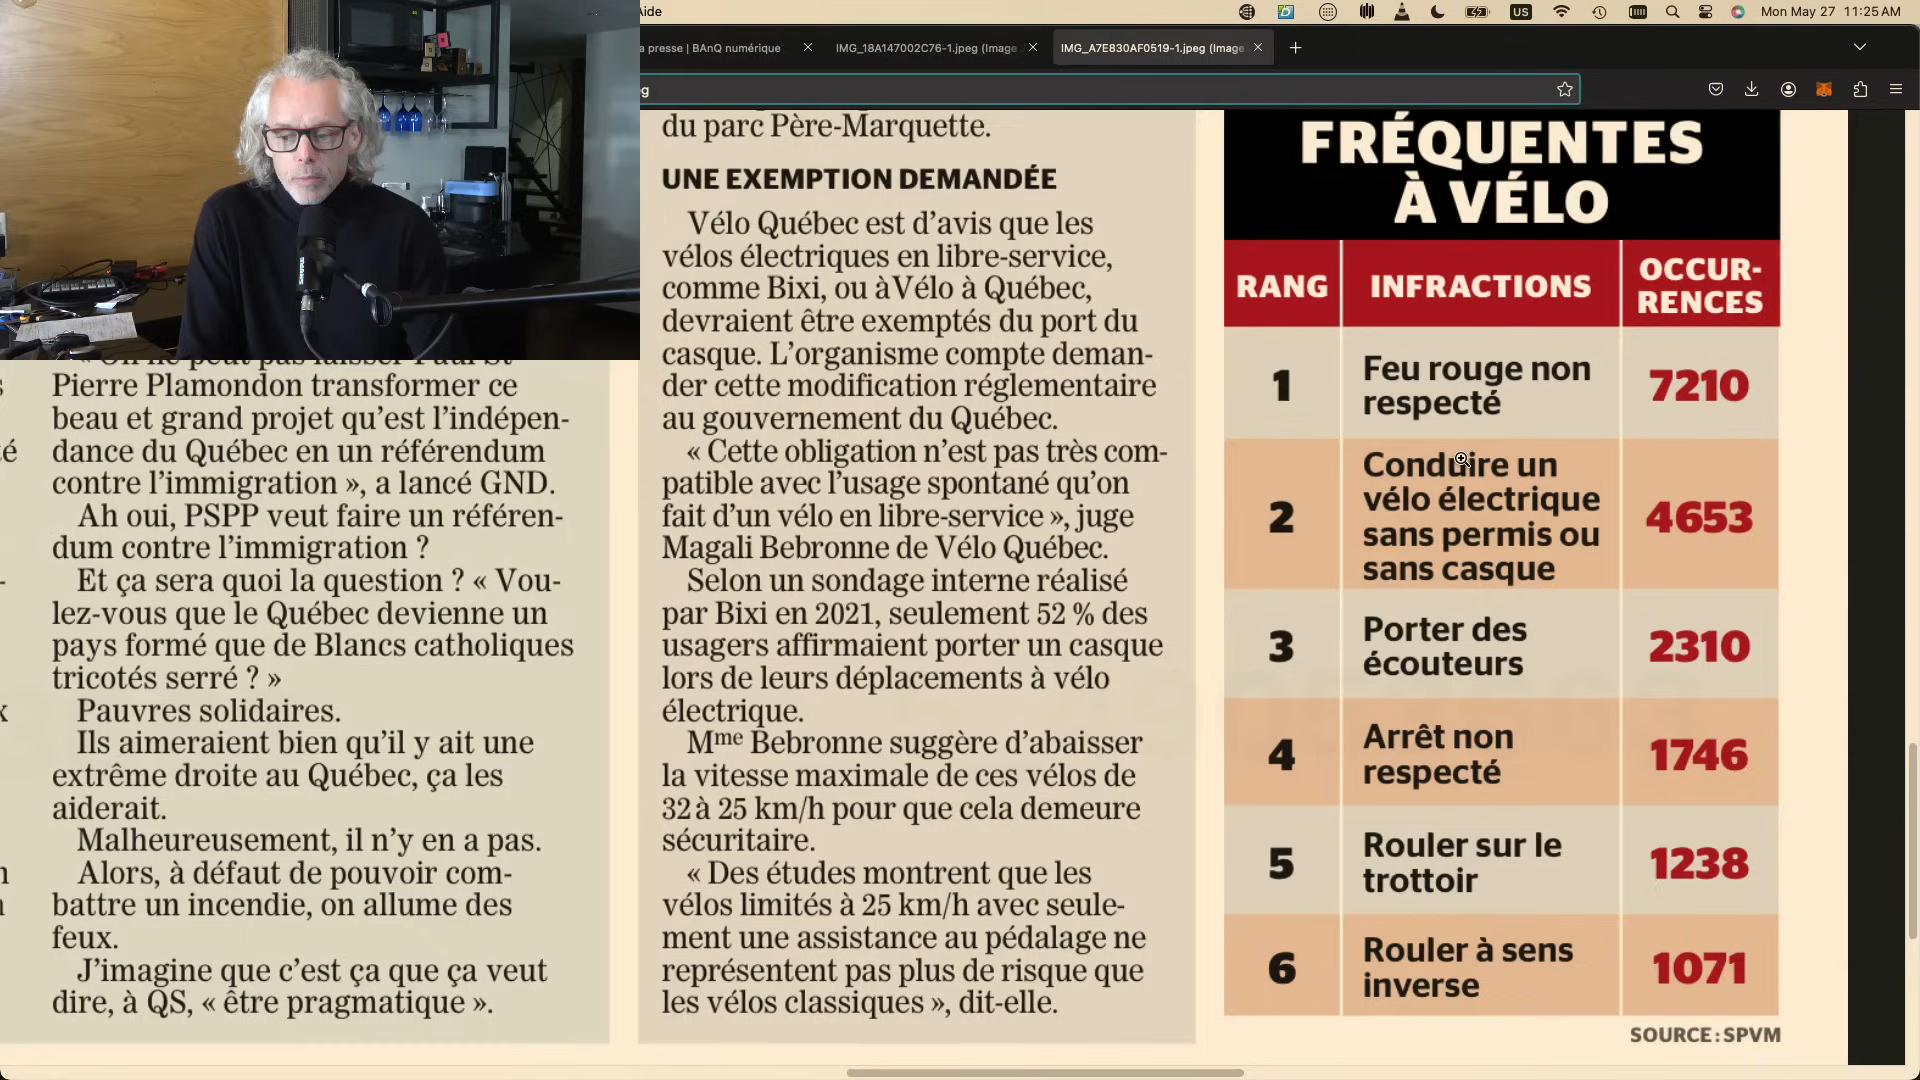 Aide
US
Mon May 27 11:25 AM
a presse | BAnQ numérique
IMG_18A147002C76-1.jpeg (Image
IMG_A7E830AF0519-1.jpeg (Image
SHURE
Pierre Plamondon transformer ce
beau et grand projet qu'est l'indépen-
dance du Québec en un référendum
contre l'immigration », a lancé GND.
Ah oui, PSPP veut faire un référen-
dum contre l'immigration ?
Et ça sera quoi la question ? « Vou-
lez-vous que le Québec devienne un
pays formé que de Blancs catholiques
tricotés serré ? »
Pauvres solidaires.
Ils aimeraient bien qu'il y ait une
extrême droite au Québec, ça les
aiderait.
Malheureusement, il n'y en a pas.
Alors, à défaut de pouvoir com-
battre un incendie, on allume des
feux.
J'imagine que c'est ça que ça veut
dire, à QS, « être pragmatique ».
du parc Père-Marquette.
UNE EXEMPTION DEMANDÉE
Vélo Québec est d'avis que les
vélos électriques en libre-service,
comme Bixi, ou àVélo à Québec,
devraient être exemptés du port du
casque. L'organisme compte deman-
der cette modification réglementaire
au gouvernement du Québec.
« Cette obligation n'est pas très com-
patible avec l'usage spontané qu'on
fait d'un vélo en libre-service », juge
Magali Bebronne de Vélo Québec.
Selon un sondage interne réalisé
par Bixi en 2021, seulement 52 % des
usagers affirmaient porter un casque
lors de leurs déplacements à vélo
électrique.
Mme Bebronne suggère d'abaisser
la vitesse maximale de ces vélos de
32 à 25 km/h pour que cela demeure
sécuritaire.
« Des études montrent que les
vélos limités à 25 km/h avec seule-
ment une assistance au pédalage ne
représentent pas plus de risque que
les vélos classiques », dit-elle.
FRÉQUENTES
À VÉLO
RANG INFRACTIONS OCCUR-
RENCES
1 Feu rouge non
respecté 7210
2 Conduire un
vélo électrique
sans permis ou
sans casque 4653
3 Porter des
écouteurs 2310
4 Arrêt non
respecté 1746
5 Rouler sur le
trottoir 1238
6 Rouler à sens
inverse 1071
SOURCE : SPVM